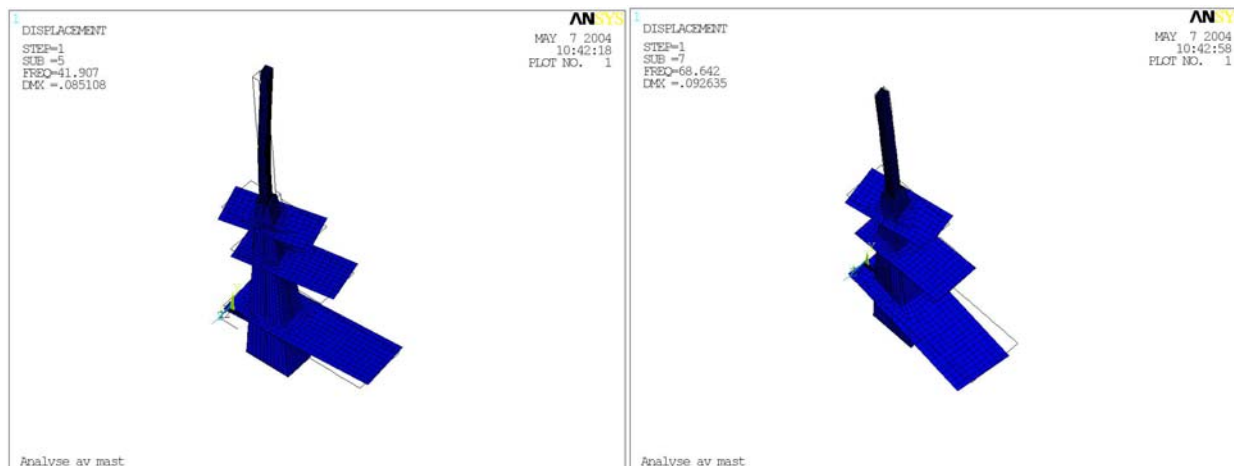 1
DISPLACEMENT
STEP=1
SUB =5
FREQ=41.907
DMX =.085108
ANSYS
MAY 7 2004
10:42:18
PLOT NO. 1
Analyse av mast
1
DISPLACEMENT
STEP=1
SUB =7
FREQ=68.642
DMX =.092635
ANSYS
MAY 7 2004
10:42:58
PLOT NO. 1
Analyse av mast